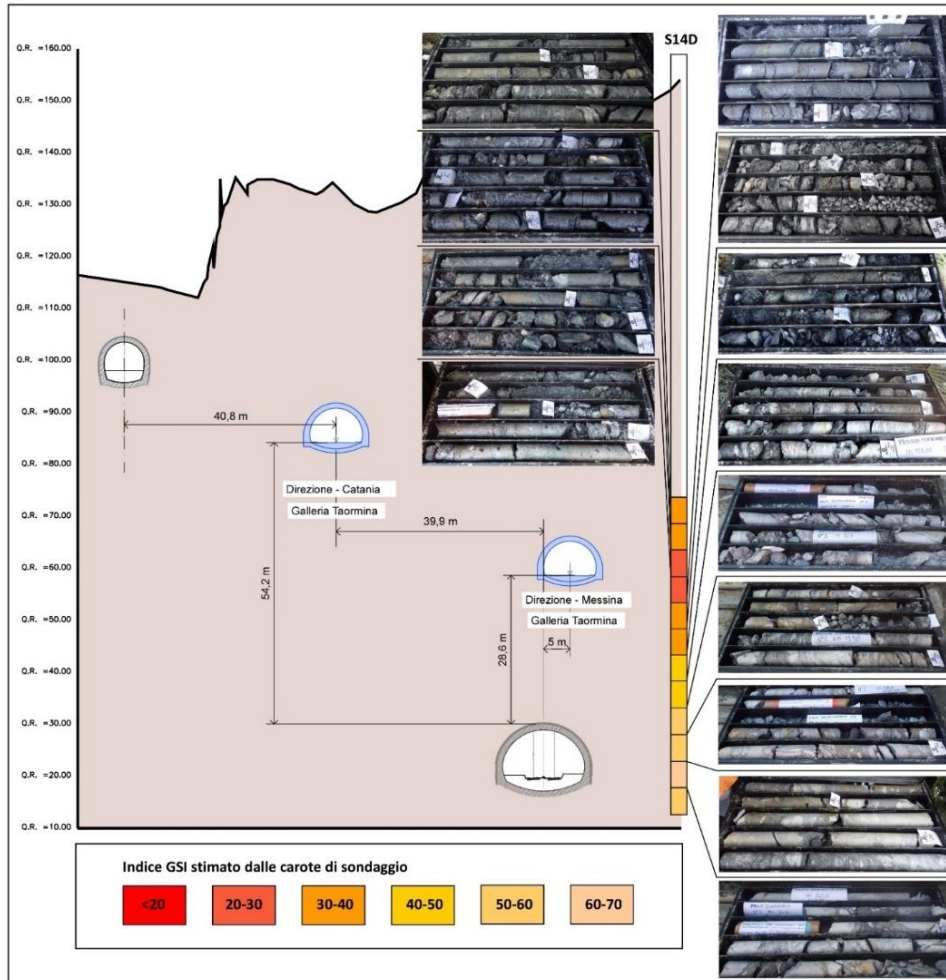 Q.R. =160.00
Q.R. =150.00
Q.R. =140.00
Q.R. =130.00
Q.R. =120.00
Q.R. =110.00
Q.R. =100.00
Q.R. =90.00
Q.R. =80.00
Q.R. =70.00
Q.R. =60.00
Q.R. =50.00
Q.R. =40.00
Q.R. =30.00
Q.R. =20.00
Q.R. =10.00
S14D
40,8 m
Direzione - Catania
Galleria Taormina
39,9 m
54,2 m
Direzione - Messina
Galleria Taormina
5 m
28,6 m
Indice GSI stimato dalle carote di sondaggio
<20
20-30
30-40
40-50
50-60
60-70